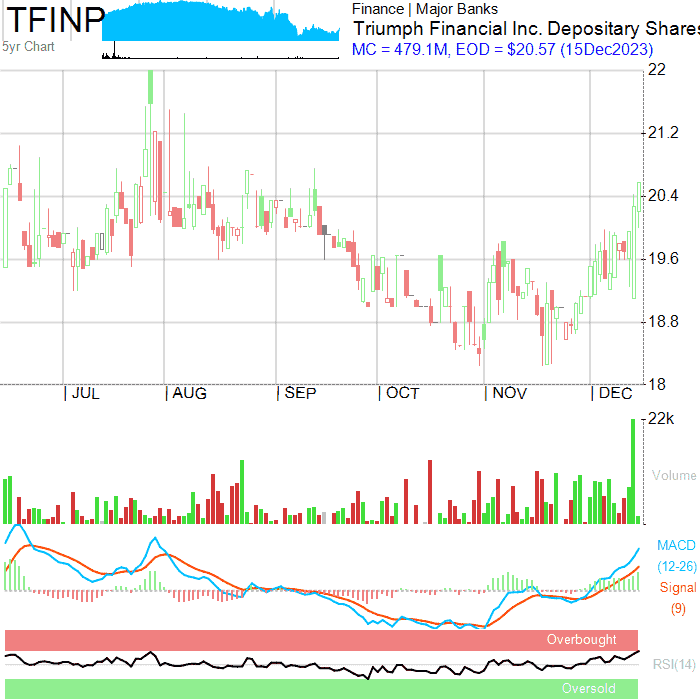 TFINP
5yr Chart
Finance | Major Banks
Triumph Financial Inc. Depositary Shares
MC = 479.1M, EOD = $20.57 (15Dec2023)
22
21.2
20.4
19.6
18.8
18
| JUL | AUG | SEP | OCT | NOV | DEC
22k
Volume
MACD
(12-26)
Signal
(9)
Overbought
RSI(14)
Oversold